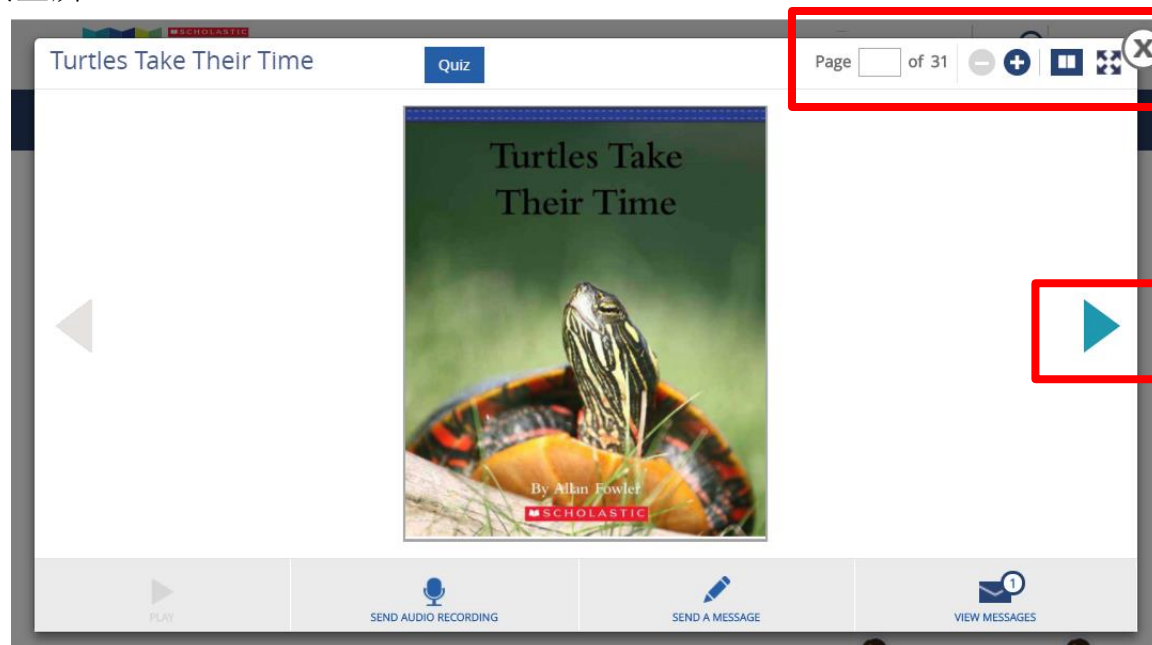 SCHOLASTIC
Turtles Take Their Time
Quiz
Page of 31
X
Turtles Take
Their Time
By Allan Fowler
SCHOLASTIC
PLAY
SEND AUDIO RECORDING
SEND A MESSAGE
1
VIEW MESSAGES